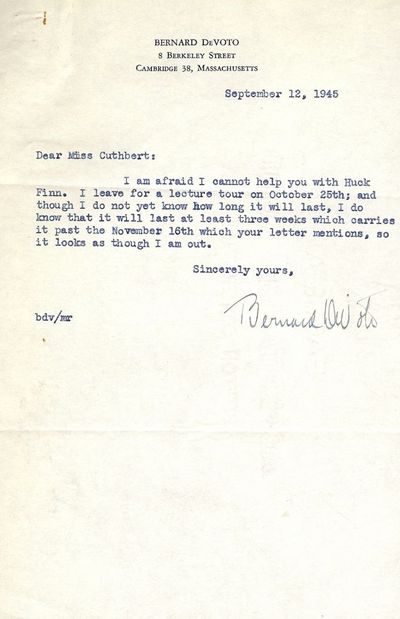 BERNARD DeVOTO
8 Berkeley Street
Cambridge 38, Massachusetts
September 12, 1945
Dear Miss Cuthbert:
I am afraid I cannot help you with Huck
Finn. I leave for a lecture tour on October 25th; and
though I do not yet know how long it will last, I do
know that it will last at least three weeks which carries
it past the November 16th which your letter mentions, so
it looks as though I am out.
Sincerely yours,
bdv/mr
Bernard DeVoto